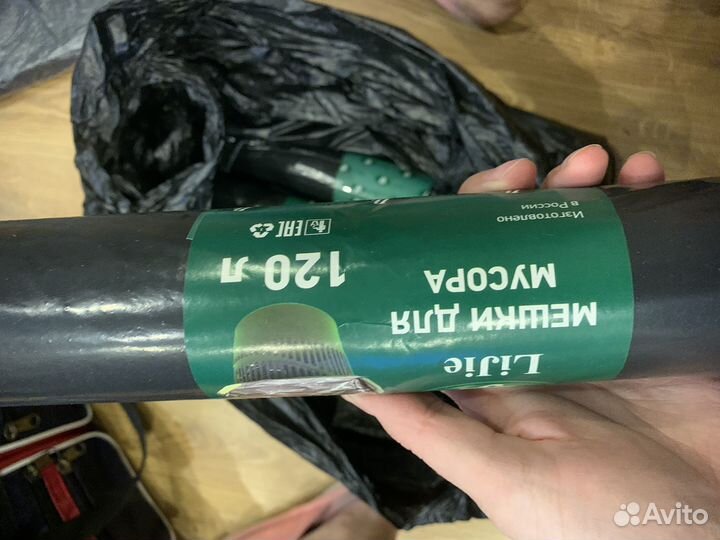 LiJie
МЕШКИ ДЛЯ
МУСОРА
120 л
EAC
Изготовлено
в России
Avito